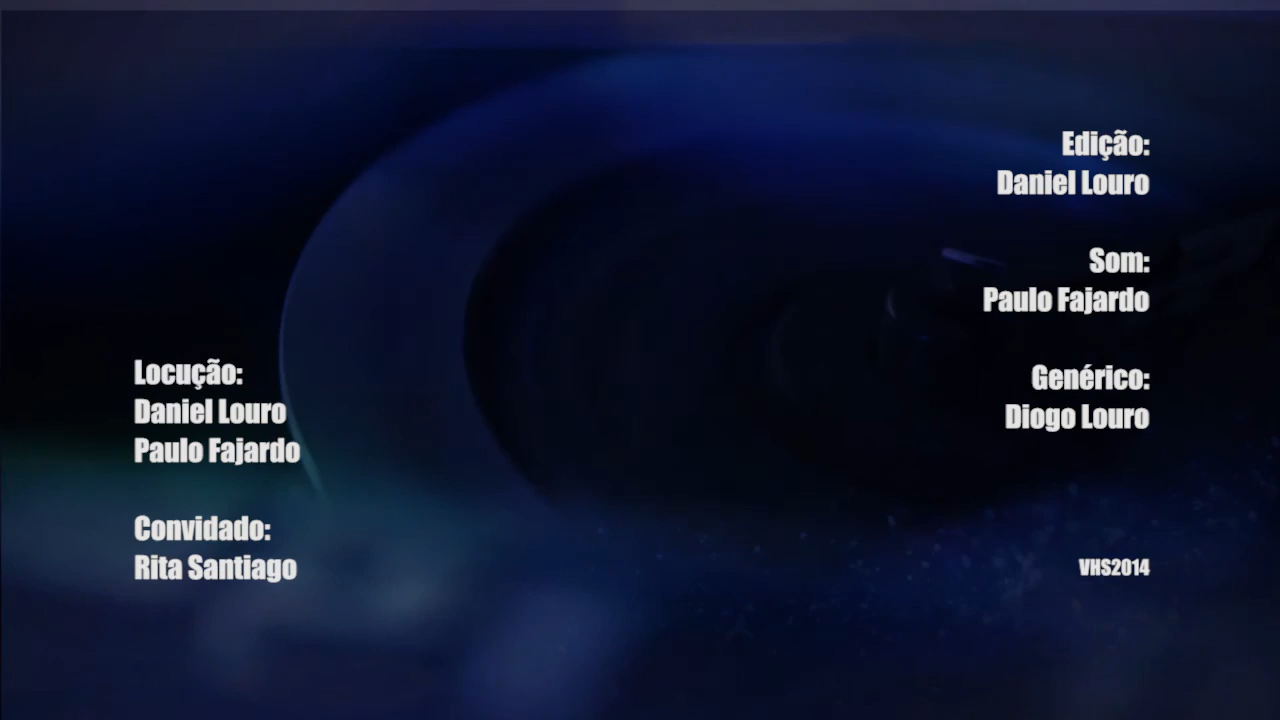 Locução:
Daniel Louro
Paulo Fajardo
Convidado:
Rita Santiago
Edição:
Daniel Louro
Som:
Paulo Fajardo
Genérico:
Diogo Louro
VHS2014